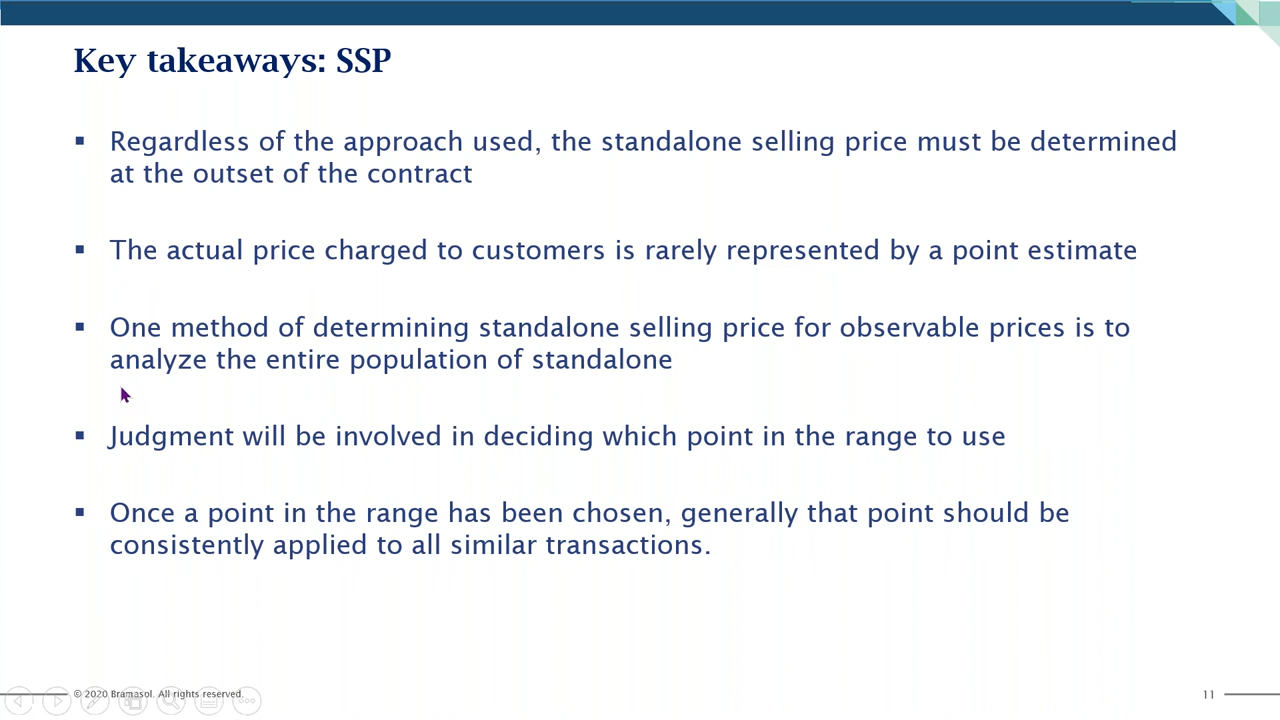 Key takeaways: SSP
▪ Regardless of the approach used, the standalone selling price must be determined
at the outset of the contract
▪ The actual price charged to customers is rarely represented by a point estimate
▪ One method of determining standalone selling price for observable prices is to
analyze the entire population of standalone
▪ Judgment will be involved in deciding which point in the range to use
▪ Once a point in the range has been chosen, generally that point should be
consistently applied to all similar transactions.
© 2020 Bramasol. All rights reserved.
11